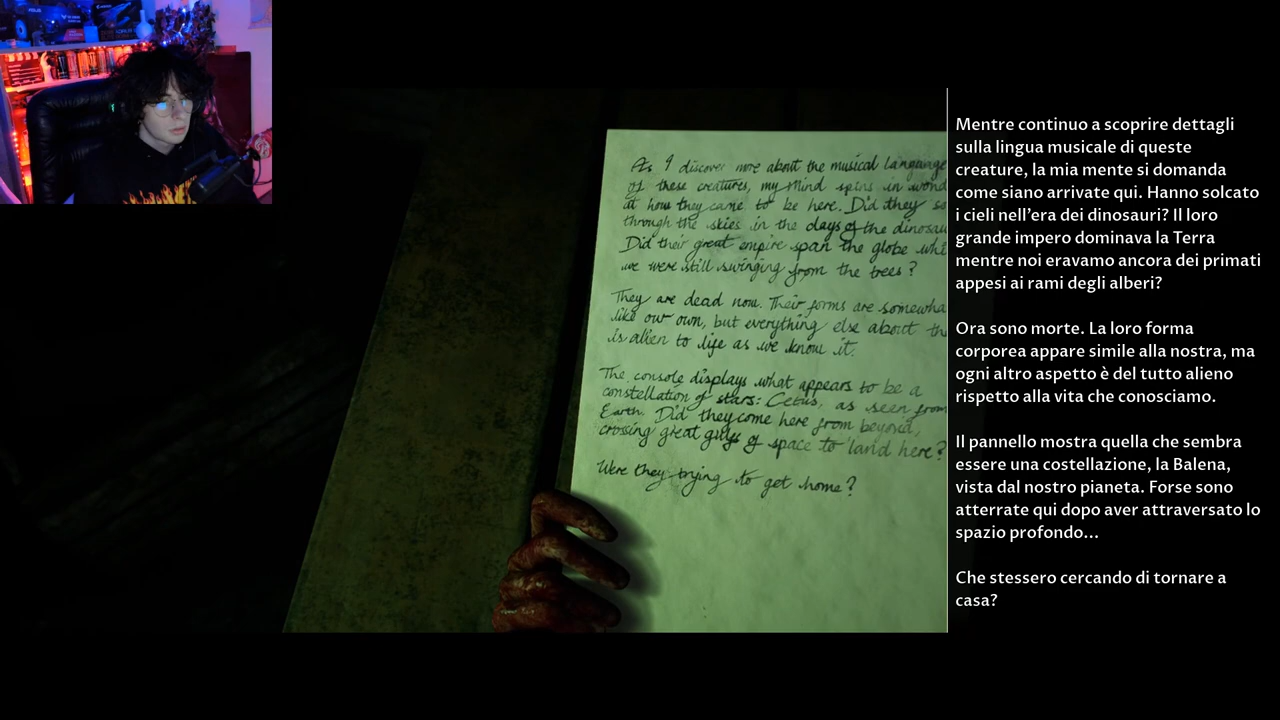 As I discover more about the musical language
of these creatures, my mind spins in wond
at how they came to be here. Did they so
through the skies in the days of the dinosau
Did their great empire span the globe whi
we were still swinging from the trees?
They are dead now. Their forms are somewha
like our own, but everything else about the
is alien to life as we know it.
The console displays what appears to be a
constellation of stars: Cetus, as seen from
Earth. Did they come here from beyond,
crossing great gulfs of space to land here?
Were they trying to get home?
Mentre continuo a scoprire dettagli
sulla lingua musicale di queste
creature, la mia mente si domanda
come siano arrivate qui. Hanno solcato
i cieli nell'era dei dinosauri? Il loro
grande impero dominava la Terra
mentre noi eravamo ancora dei primati
appesi ai rami degli alberi?
Ora sono morte. La loro forma
corporea appare simile alla nostra, ma
ogni altro aspetto è del tutto alieno
rispetto alla vita che conosciamo.
Il pannello mostra quella che sembra
essere una costellazione, la Balena,
vista dal nostro pianeta. Forse sono
atterrate qui dopo aver attraversato lo
spazio profondo...
Che stessero cercando di tornare a
casa?